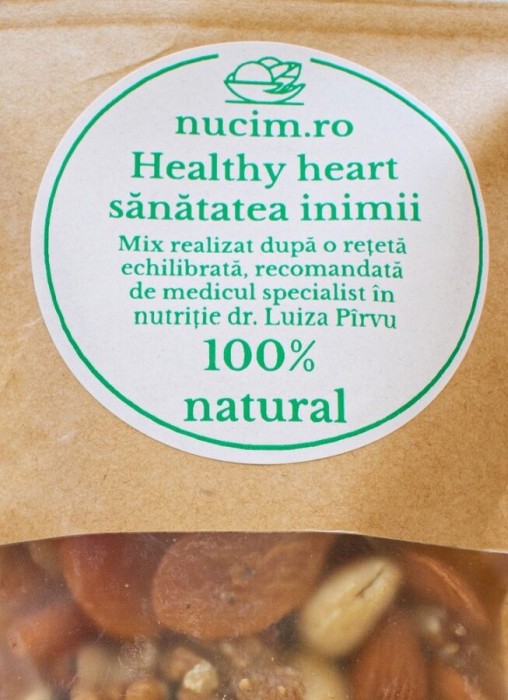 nucim.ro
Healthy heart
sănătatea inimii
Mix realizat după o rețetă
echilibrată, recomandată
de medicul specialist în
nutriție dr. Luiza Pîrvu
100%
natural